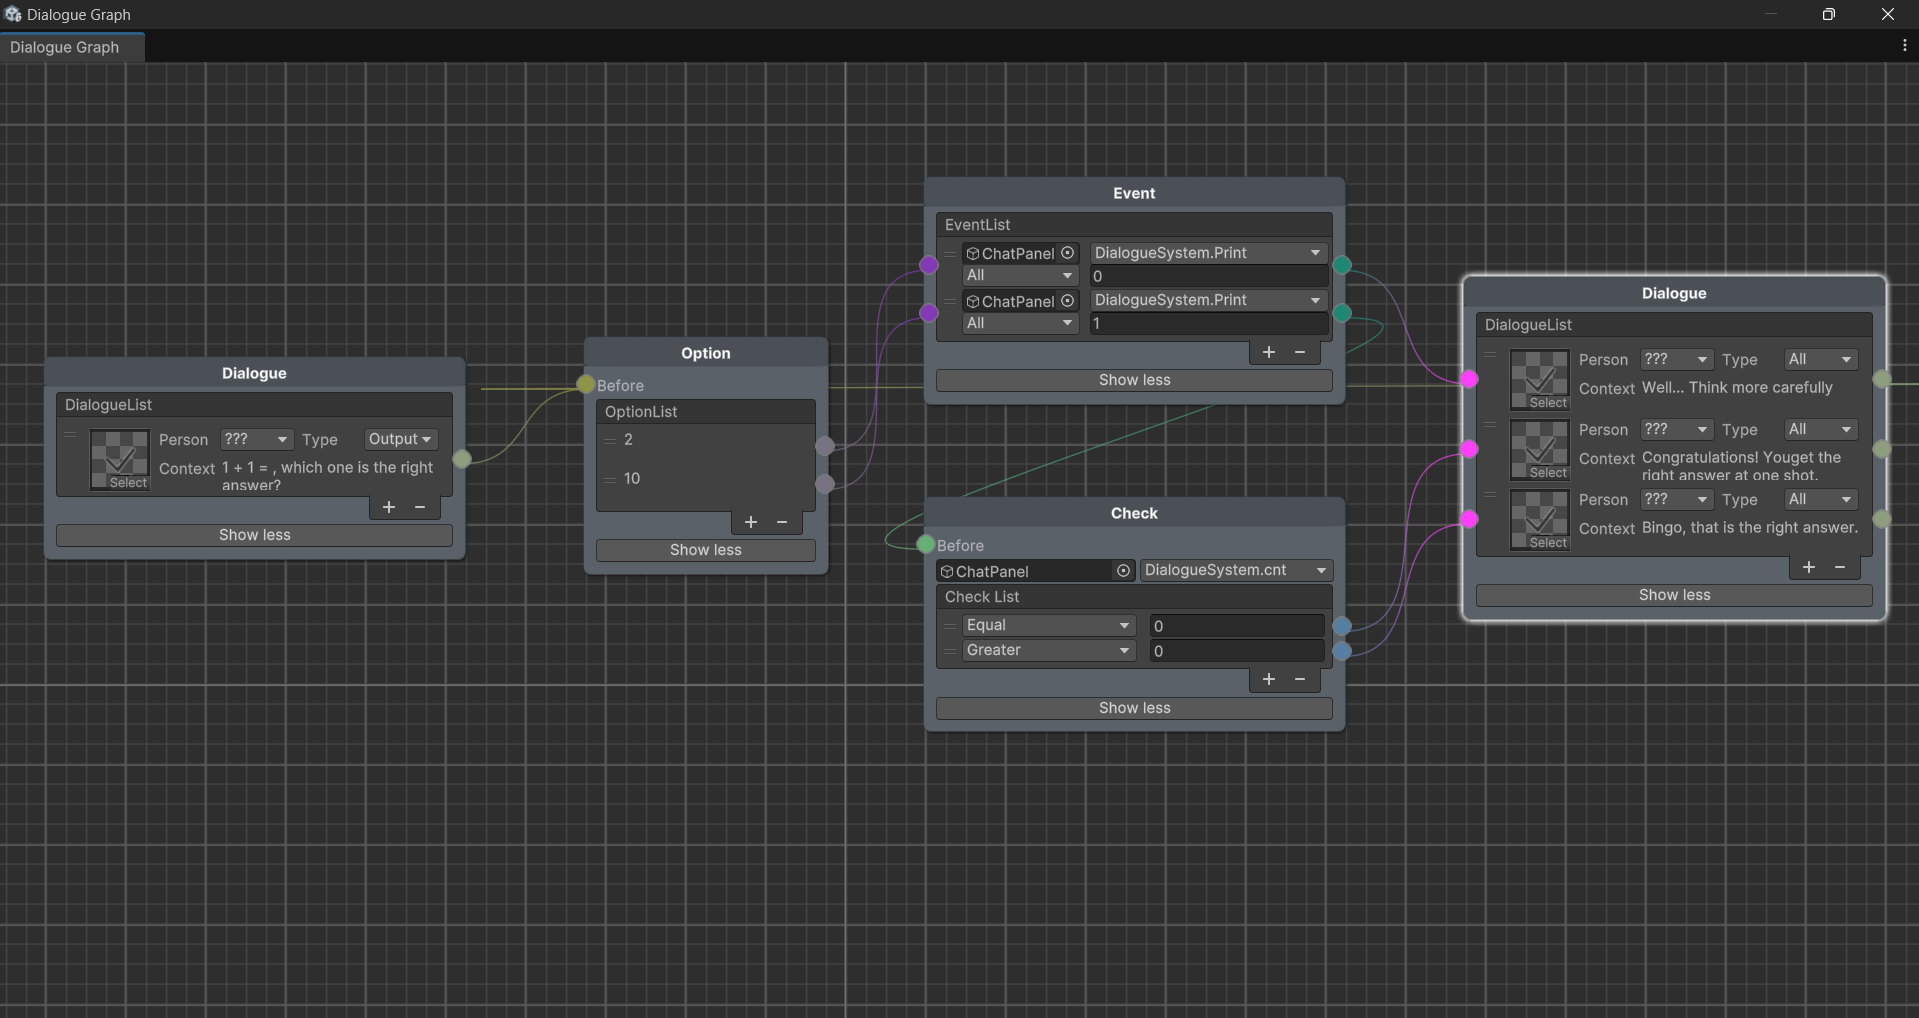 Dialogue Graph
Dialogue Graph
Dialogue
DialogueList
Person ??? Type Output
Context 1 + 1 = , which one is the right
answer?
Select
+ −
Show less
Option
Before
OptionList
2
10
+ −
Show less
Event
EventList
ChatPanel DialogueSystem.Print
All 0
ChatPanel DialogueSystem.Print
All 1
+ −
Show less
Check
Before
ChatPanel DialogueSystem.cnt
Check List
Equal 0
Greater 0
+ −
Show less
Dialogue
DialogueList
Person ??? Type All
Context Well... Think more carefully
Select
Person ??? Type All
Context Congratulations! Youget the
right answer at one shot.
Select
Person ??? Type All
Context Bingo, that is the right answer.
Select
+ −
Show less